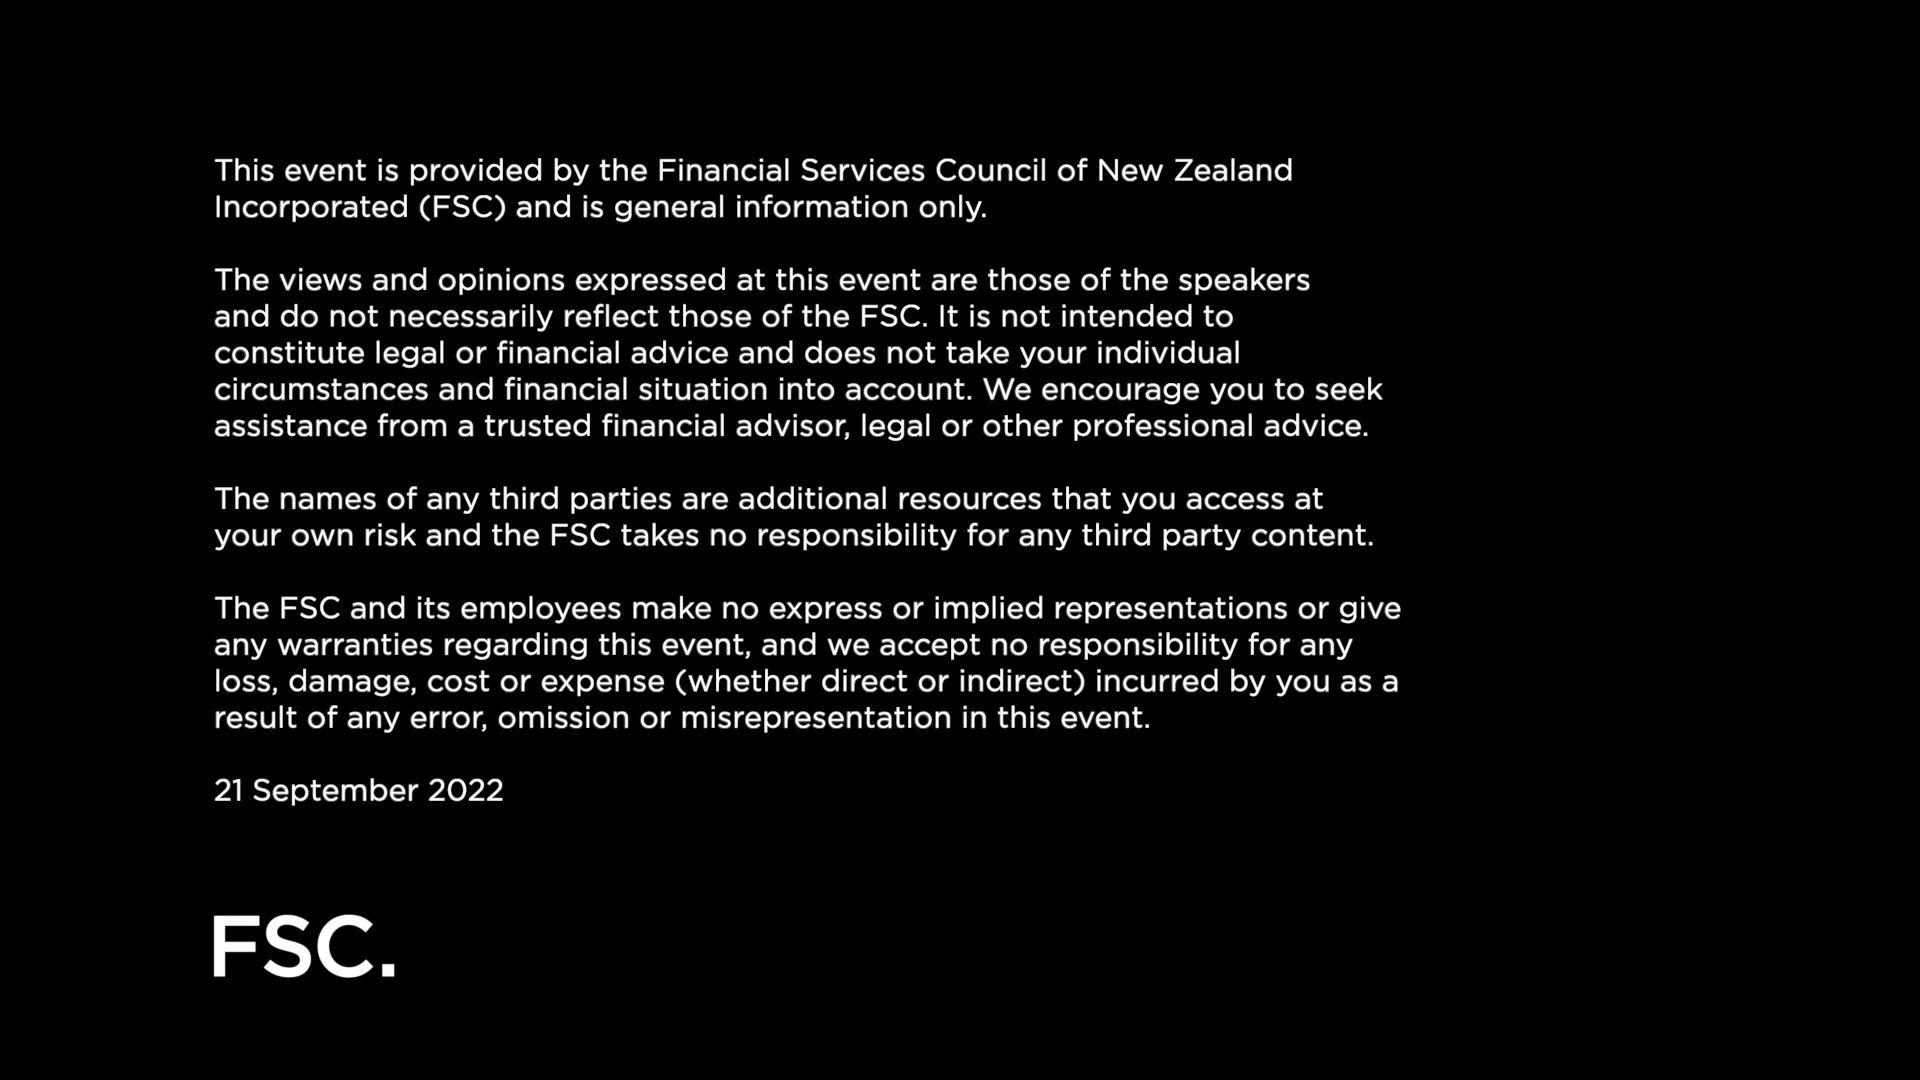 This event is provided by the Financial Services Council of New Zealand
Incorporated (FSC) and is general information only.
The views and opinions expressed at this event are those of the speakers
and do not necessarily reflect those of the FSC. It is not intended to
constitute legal or financial advice and does not take your individual
circumstances and financial situation into account. We encourage you to seek
assistance from a trusted financial advisor, legal or other professional advice.
The names of any third parties are additional resources that you access at
your own risk and the FSC takes no responsibility for any third party content.
The FSC and its employees make no express or implied representations or give
any warranties regarding this event, and we accept no responsibility for any
loss, damage, cost or expense (whether direct or indirect) incurred by you as a
result of any error, omission or misrepresentation in this event.
21 September 2022
FSC.